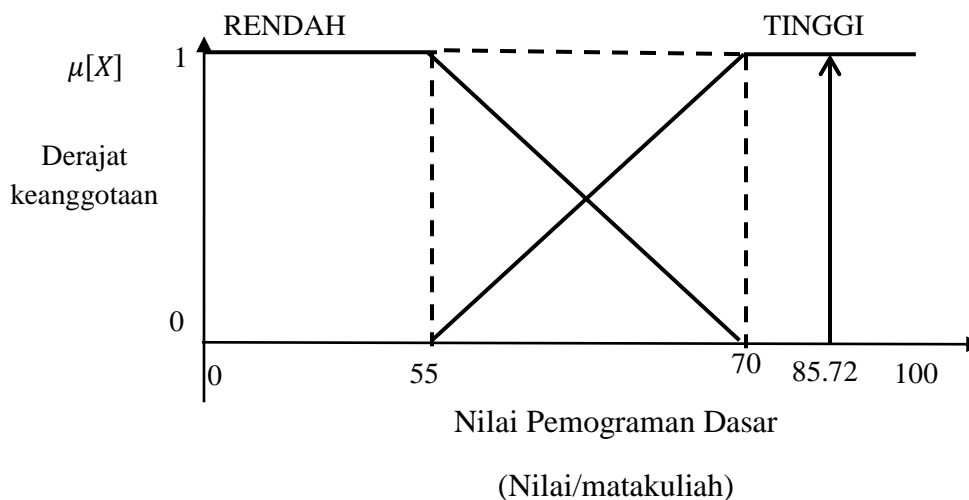 RENDAH
TINGGI
1
μ[X]
Derajat
keanggotaan
0
0
55
70
85.72
100
Nilai Pemograman Dasar
(Nilai/matakuliah)